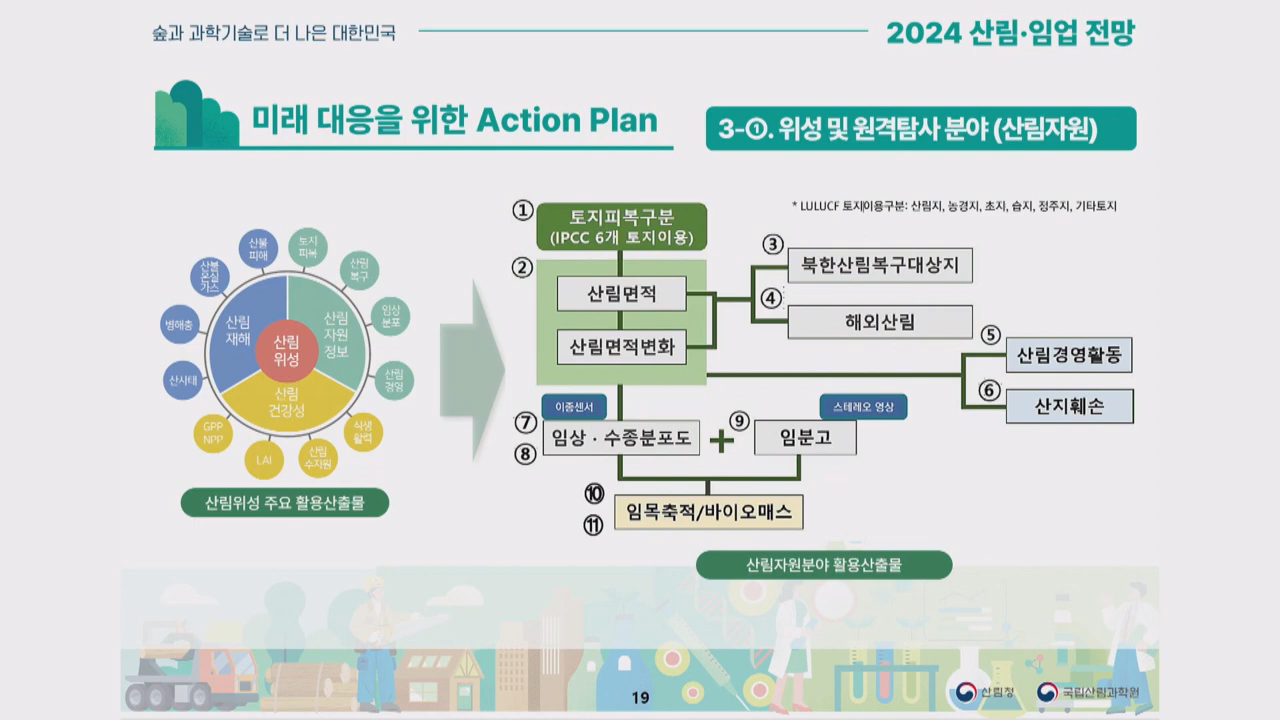 숲과 과학기술로 더 나은 대한민국
2024 산림·임업 전망
미래 대응을 위한 Action Plan
3-①. 위성 및 원격탐사 분야 (산림자원)
* LULUCF 토지이용구분: 산림지, 농경지, 초지, 습지, 정주지, 기타토지
산불
피해
토지
피복
산불
온실
가스
산림
복구
병해충
임상
분포
산사태
산림
경영
GPP
NPP
LAI
산림
수자원
식생
활력
산림
재해
산림
자원
정보
산림
위성
산림
건강성
산림위성 주요 활용산출물
①
토지피복구분
(IPCC 6개 토지이용)
②
산림면적
산림면적변화
③
북한산림복구대상지
④
해외산림
⑤
산림경영활동
⑥
산지훼손
이종센서
스테레오 영상
⑦
⑧
임상 · 수종분포도
+
⑨
임분고
⑩
⑪
임목축적/바이오매스
산림자원분야 활용산출물
19
산림청
국립산림과학원